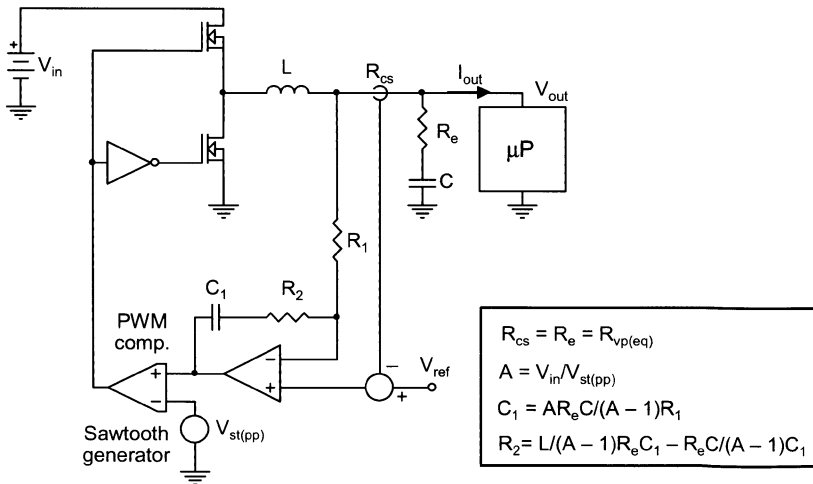 V_in
+
L
R_cs
I_out
V_out
R_e
C
μP
R_1
C_1
R_2
PWM
comp.
+
−
−
+
−
+
V_ref
V_st(pp)
Sawtooth
generator
R_cs = R_e = R_vp(eq)
A = V_in/V_st(pp)
C_1 = AR_eC/(A − 1)R_1
R_2= L/(A − 1)R_eC_1 − R_eC/(A − 1)C_1